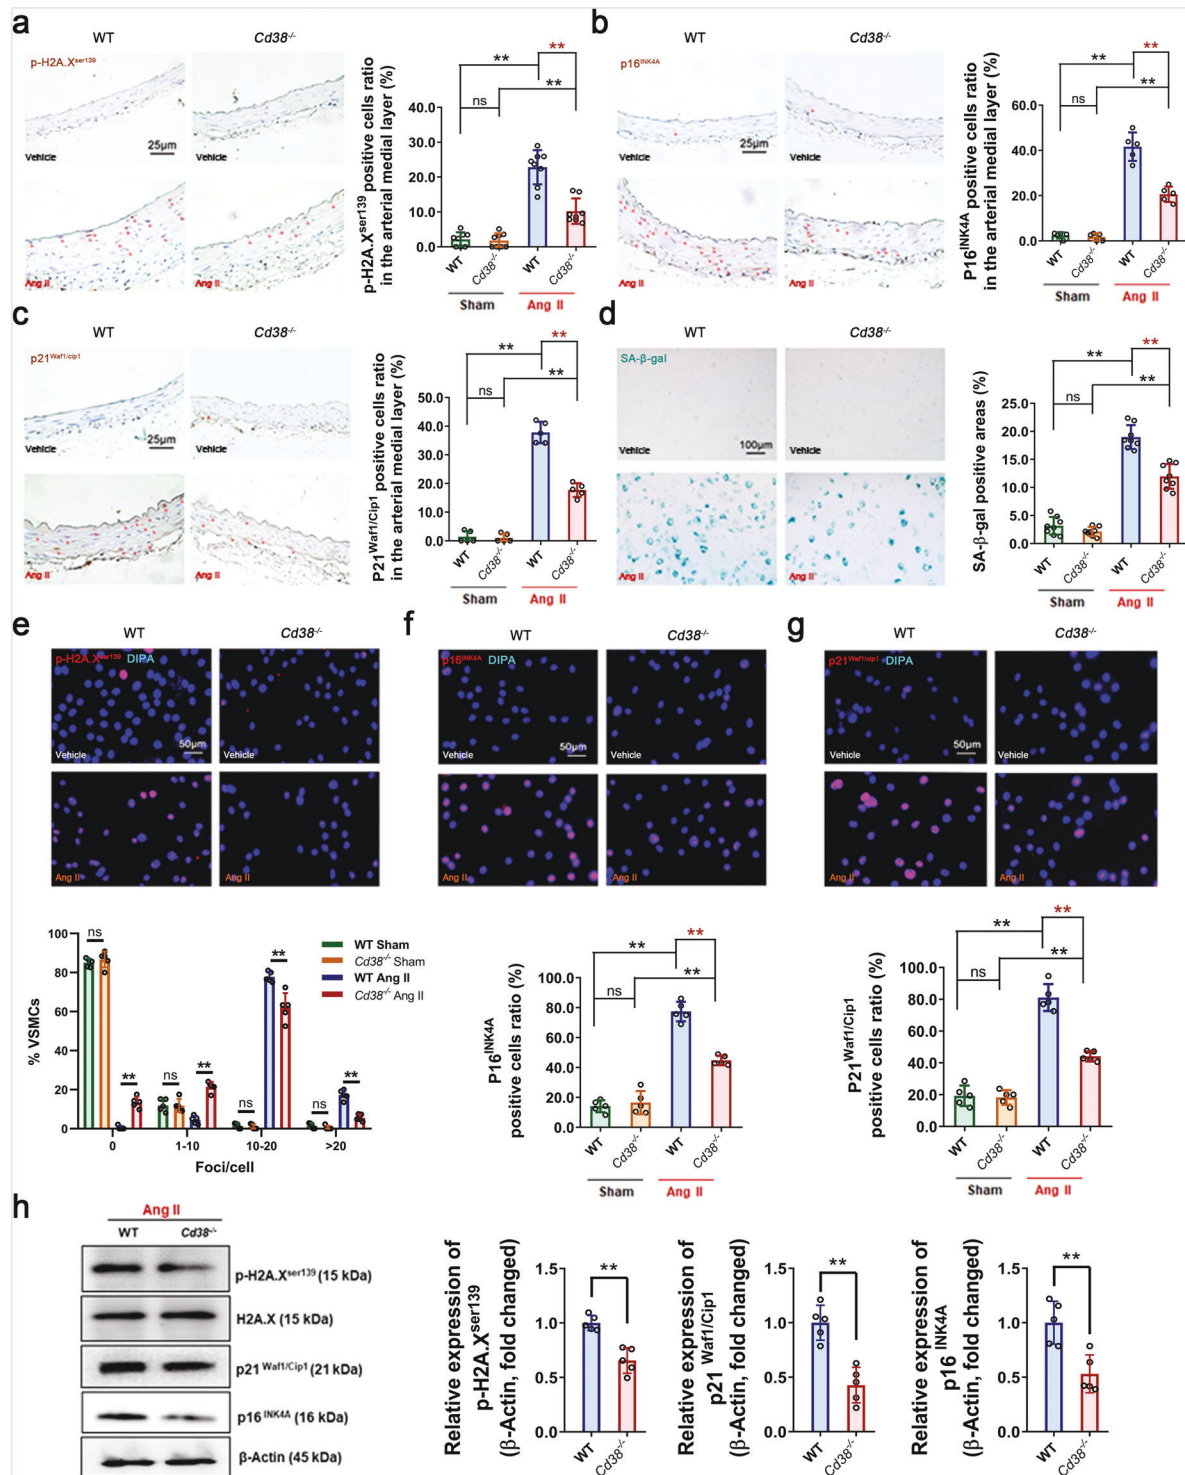 a
WT
Cd38-/-
p-H2A.Xser139
Vehicle
25μm
Vehicle
Ang II
Ang II
p-H2A.Xser139 positive cells ratio
in the arterial medial layer (%)
40.0
30.0
20.0
10.0
0.0
**
**
**
ns
WT
Cd38-/-
WT
Cd38-/-
Sham
Ang II
b
WT
Cd38-/-
p16INK4A
Vehicle
25μm
Vehicle
Ang II
Ang II
P16INK4A positive cells ratio
in the arterial medial layer (%)
60.0
40.0
20.0
0.0
**
**
**
ns
WT
Cd38-/-
WT
Cd38-/-
Sham
Ang II
c
WT
Cd38-/-
p21Waf1/cip1
Vehicle
25μm
Vehicle
Ang II
Ang II
P21Waf1/Cip1 positive cells ratio
in the arterial medial layer (%)
50.0
40.0
30.0
20.0
10.0
0.0
**
**
**
ns
WT
Cd38-/-
WT
Cd38-/-
Sham
Ang II
d
WT
Cd38-/-
SA-β-gal
Vehicle
100μm
Vehicle
Ang II
Ang II
SA-β-gal positive areas (%)
25.0
20.0
15.0
10.0
5.0
0.0
**
**
**
ns
WT
Cd38-/-
WT
Cd38-/-
Sham
Ang II
e
WT
Cd38-/-
p-H2A.Xser139 DIPA
Vehicle
50μm
Vehicle
Ang II
Ang II
% VSMCs
100
80
60
40
20
0
ns
**
ns
**
ns
**
ns
**
WT Sham
Cd38-/- Sham
WT Ang II
Cd38-/- Ang II
0
1-10
10-20
>20
Foci/cell
f
WT
Cd38-/-
p16INK4A DIPA
Vehicle
50μm
Vehicle
Ang II
Ang II
P16INK4A
positive cells ratio (%)
100.0
80.0
60.0
40.0
20.0
0.0
**
**
**
ns
WT
Cd38-/-
WT
Cd38-/-
Sham
Ang II
g
WT
Cd38-/-
p21Waf1/cip1 DIPA
Vehicle
50μm
Vehicle
Ang II
Ang II
P21Waf1/Cip1
positive cells ratio (%)
100.0
80.0
60.0
40.0
20.0
0.0
**
**
**
ns
WT
Cd38-/-
WT
Cd38-/-
Sham
Ang II
h
Ang II
WT
Cd38-/-
p-H2A.Xser139 (15 kDa)
H2A.X (15 kDa)
p21 Waf1/Cip1 (21 kDa)
p16 INK4A (16 kDa)
β-Actin (45 kDa)
Relative expression of
p-H2A.Xser139
(β-Actin, fold changed)
1.5
1.0
0.5
0.0
**
WT
Cd38-/-
Relative expression of
p21 Waf1/Cip1
(β-Actin, fold changed)
1.5
1.0
0.5
0.0
**
WT
Cd38-/-
Relative expression of
p16 INK4A
(β-Actin, fold changed)
1.5
1.0
0.5
0.0
**
WT
Cd38-/-